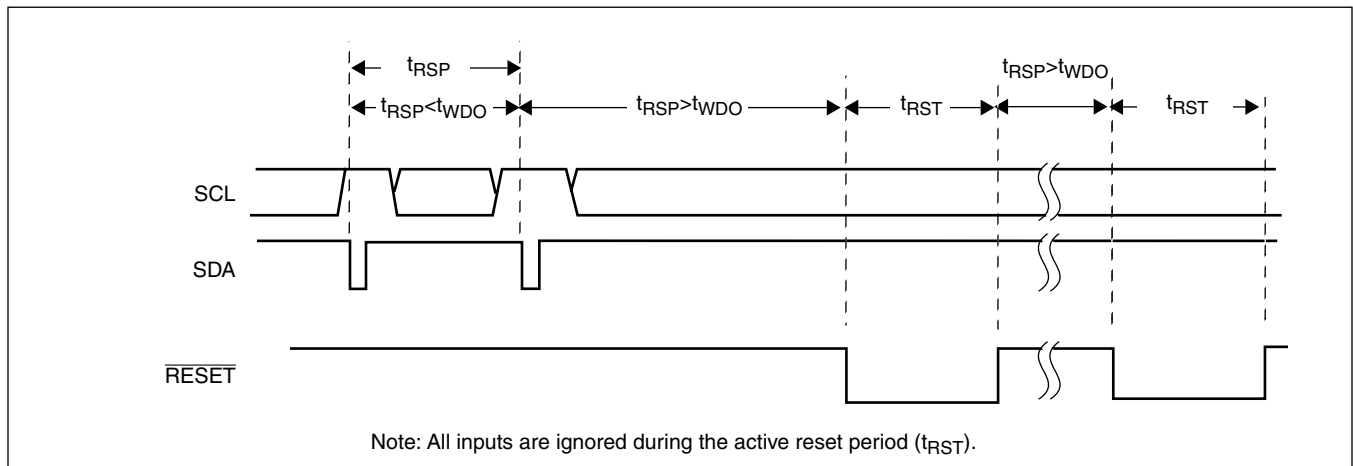 tRSP
tRSP<tWDO
tRSP>tWDO
tRST
tRSP>tWDO
tRST
SCL
SDA
RESET
Note: All inputs are ignored during the active reset period (tRST).